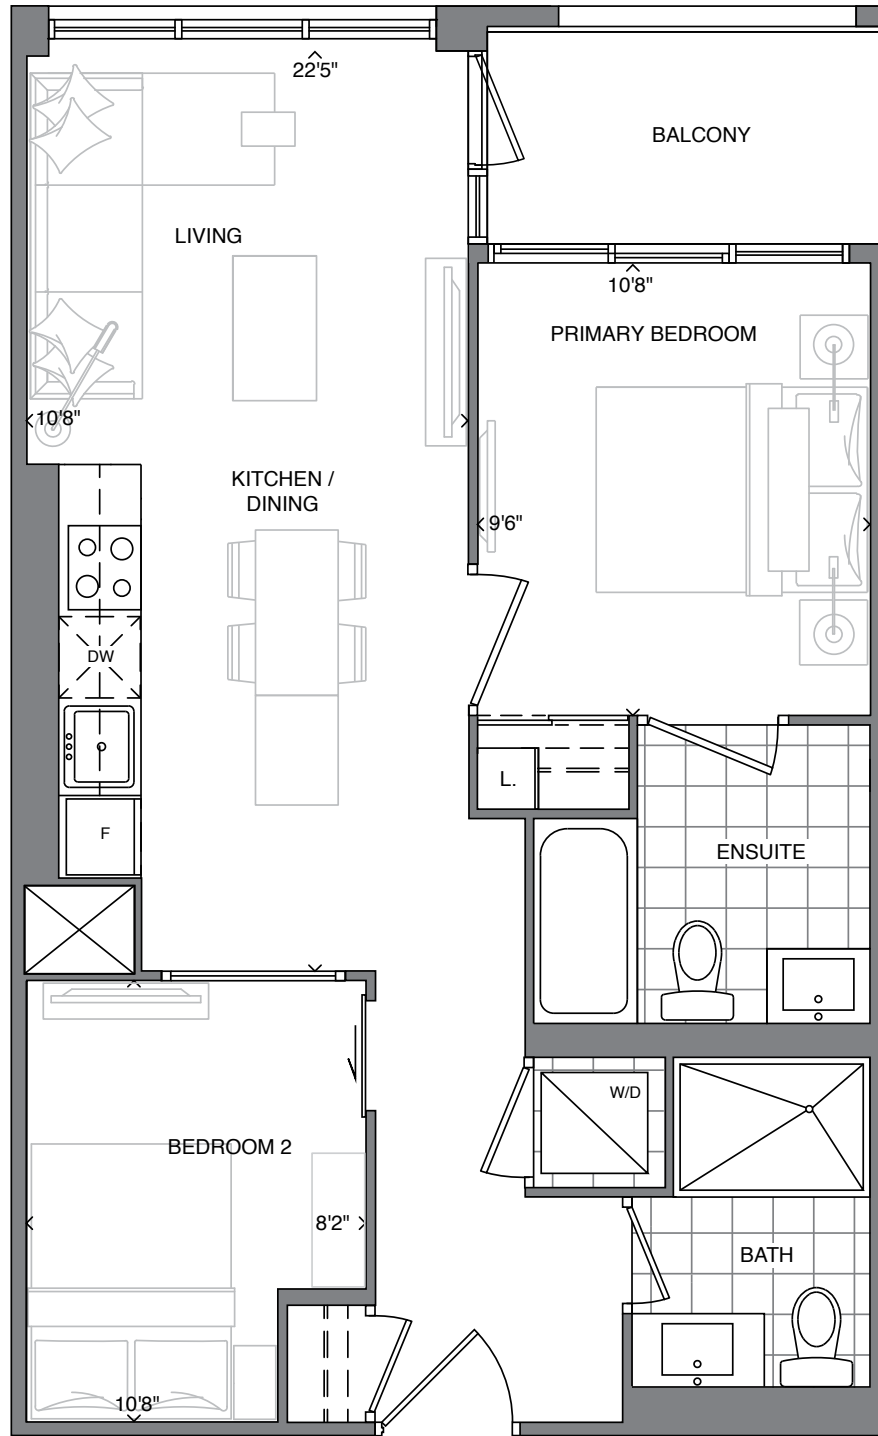 22'5"
BALCONY
LIVING
10'8"
PRIMARY BEDROOM
10'8"
KITCHEN /
DINING
9'6"
DW
L.
F
ENSUITE
W/D
BEDROOM 2
8'2"
BATH
10'8"